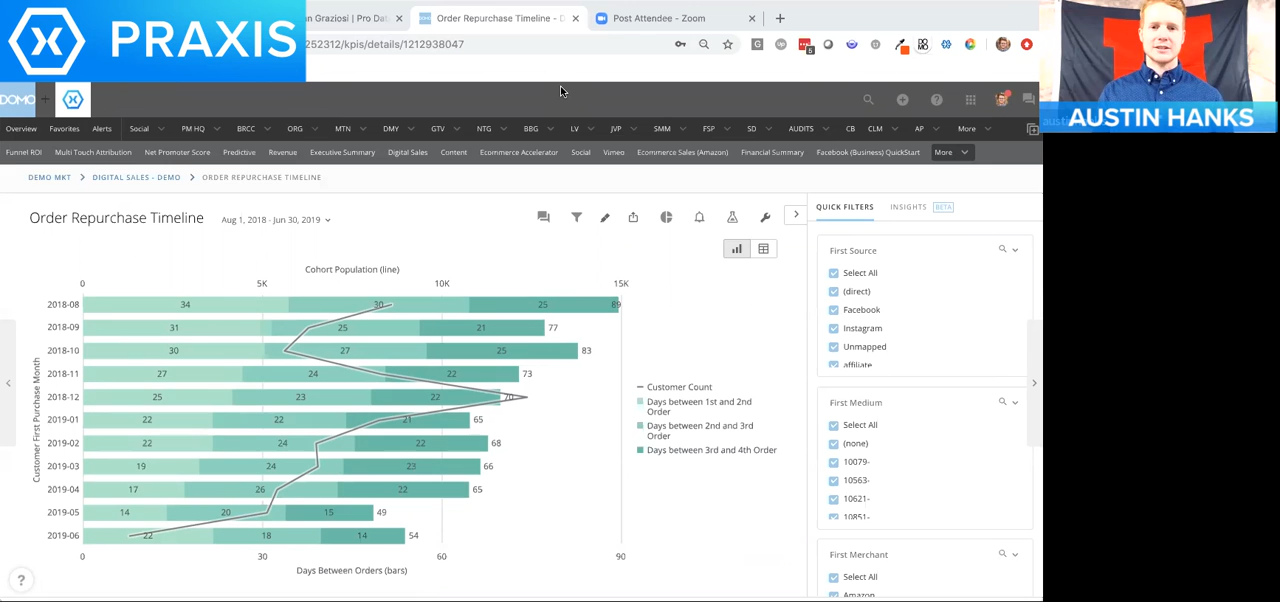 PRAXIS
n Graziosi | Pro Da
Order Repurchase Timeline - D
Post Attendee - Zoom
252312/kpis/details/1212938047
DOMO
Overview Favorites Alerts Social PM HQ BRCC ORG MTN DMY GTV NTG BBG LV JVP SMM FSP SD AUDITS CB CLM AP More
Funnel ROI Multi Touch Attribution Net Promoter Score Predictive Revenue Executive Summary Digital Sales Content Ecommerce Accelerator Social Vimeo Ecommerce Sales (Amazon) Financial Summary Facebook (Business) QuickStart More
DEMO MKT > DIGITAL SALES - DEMO > ORDER REPURCHASE TIMELINE
Order Repurchase Timeline Aug 1, 2018 - Jun 30, 2019
Cohort Population (line)
0 5K 10K 15K
2018-08 34 30 25 89
2018-09 31 25 21 77
2018-10 30 27 25 83
2018-11 27 24 22 73
2018-12 25 23 22 70
2019-01 22 22 21 65
2019-02 22 24 22 68
2019-03 19 24 23 66
2019-04 17 26 22 65
2019-05 14 20 15 49
2019-06 22 18 14 54
0 30 60 90
Days Between Orders (bars)
Customer First Purchase Month
Customer Count
Days between 1st and 2nd
Order
Days between 2nd and 3rd
Order
Days between 3rd and 4th Order
QUICK FILTERS INSIGHTS BETA
First Source
Select All
(direct)
Facebook
Instagram
Unmapped
affiliate
First Medium
Select All
(none)
10079-
10563-
10621-
10851-
First Merchant
Select All
Amazon
AUSTIN HANKS